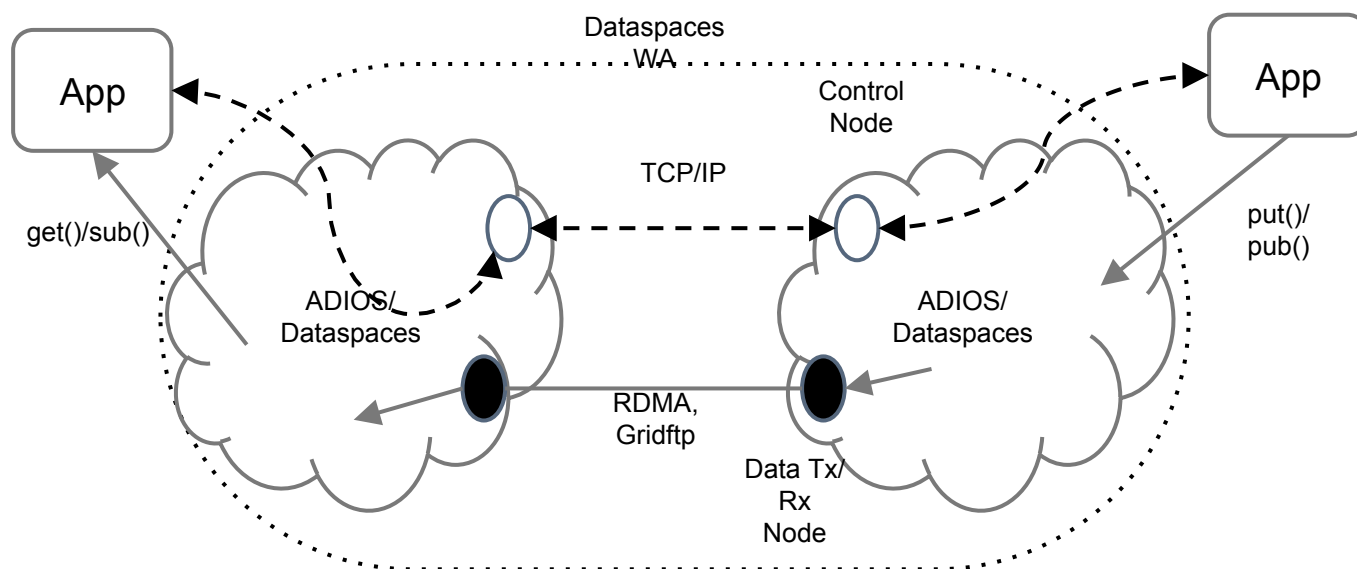 Dataspaces
WA
App
App
Control
Node
TCP/IP
get()/sub()
put()/
pub()
ADIOS/
Dataspaces
ADIOS/
Dataspaces
RDMA,
Gridftp
Data Tx/
Rx
Node